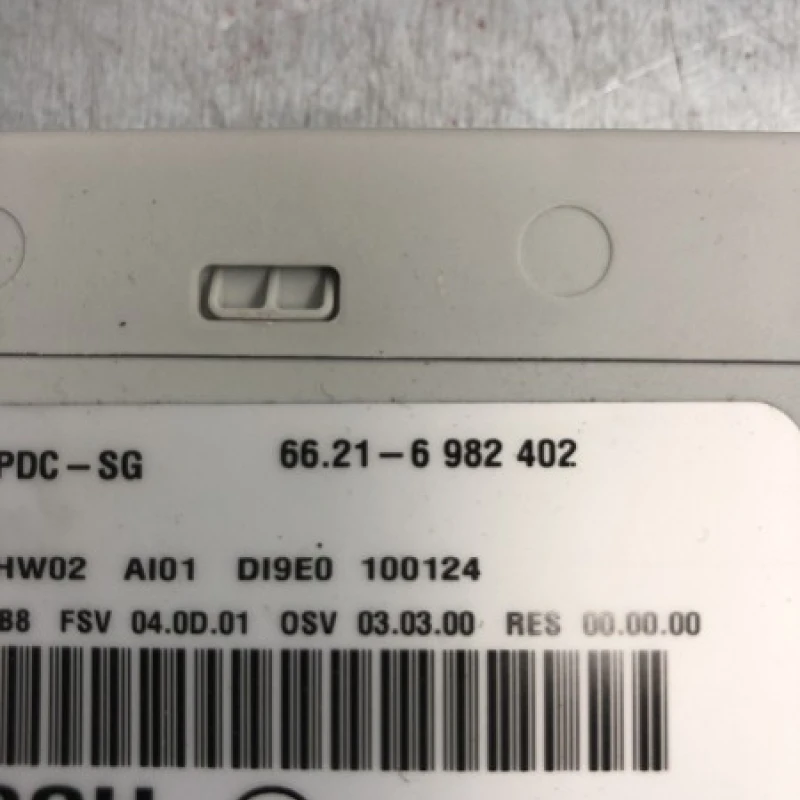 PDC-SG 66.21-6 982 402
HW02 AI01 DI9E0 100124
B8 FSV 04.0D.01 OSV 03.03.00 RES 00.00.00